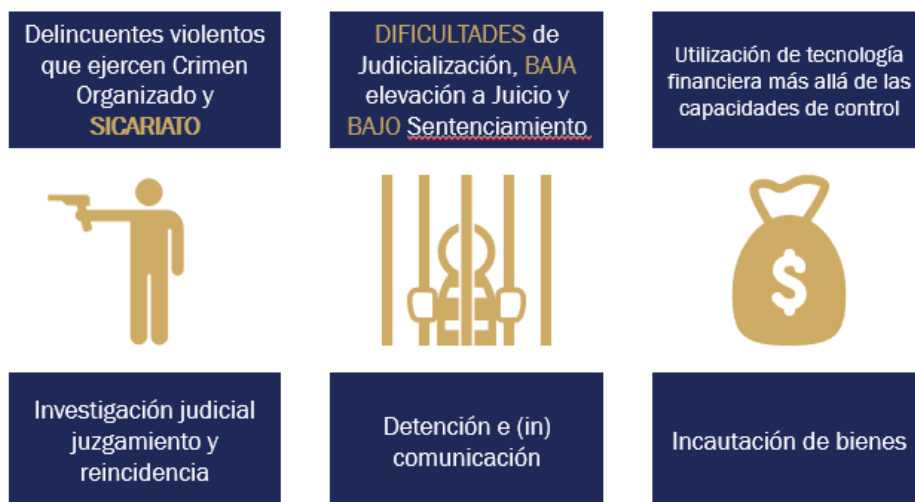 Delincuentes violentos
que ejercen Crimen
Organizado y
SICARIATO
DIFICULTADES de
Judicialización, BAJA
elevación a Juicio y
BAJO Sentenciamiento
Utilización de tecnología
financiera más allá de las
capacidades de control
$
Investigación judicial
juzgamiento y
reincidencia
Detención e (in)
comunicación
Incautación de bienes